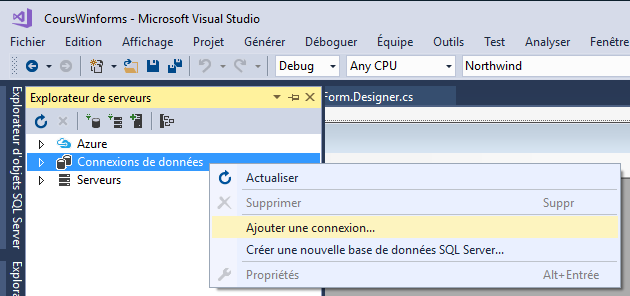 CoursWinforms - Microsoft Visual Studio
Fichier Edition Affichage Projet Générer Déboguer Équipe Outils Test Analyser Fenêtre
Debug Any CPU Northwind
Explorateur d'objets SQL Server
Explorateur de serveurs
Form.Designer.cs
Azure
Connexions de données
Serveurs
Actualiser
Supprimer Suppr
Ajouter une connexion...
Créer une nouvelle base de données SQL Server...
Propriétés Alt+Entrée